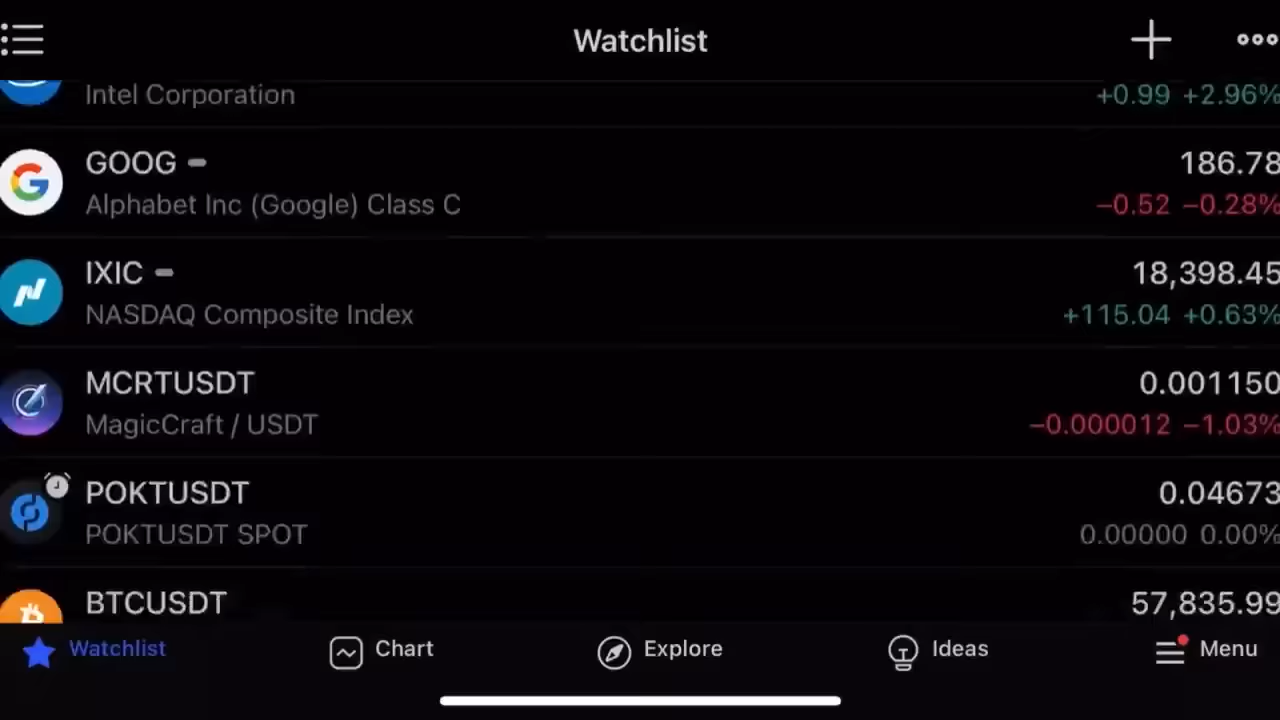 Watchlist
Intel Corporation
+0.99 +2.96%
GOOG
186.78
Alphabet Inc (Google) Class C
−0.52 −0.28%
IXIC
18,398.45
NASDAQ Composite Index
+115.04 +0.63%
MCRTUSDT
0.001150
MagicCraft / USDT
−0.000012 −1.03%
POKTUSDT
0.04673
POKTUSDT SPOT
0.00000 0.00%
BTCUSDT
57,835.99
Watchlist
Chart
Explore
Ideas
Menu